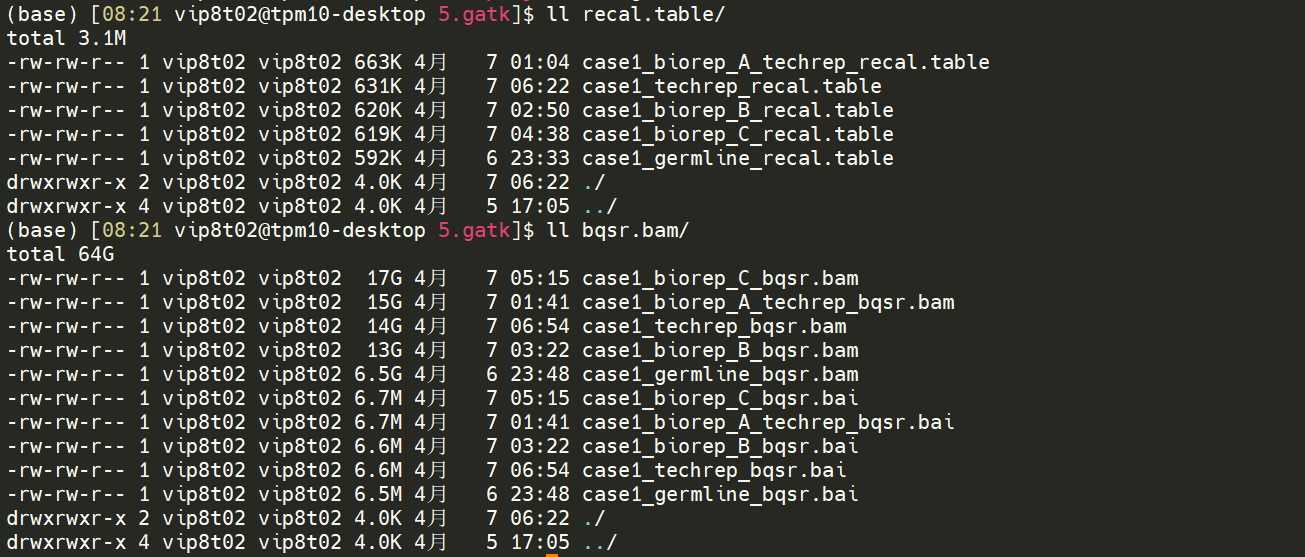 (base) [08:21 vip8t02@tpm10-desktop 5.gatk]$ ll recal.table/
total 3.1M
-rw-rw-r-- 1 vip8t02 vip8t02 663K 4月   7 01:04 case1_biorep_A_techrep_recal.table
-rw-rw-r-- 1 vip8t02 vip8t02 631K 4月   7 06:22 case1_techrep_recal.table
-rw-rw-r-- 1 vip8t02 vip8t02 620K 4月   7 02:50 case1_biorep_B_recal.table
-rw-rw-r-- 1 vip8t02 vip8t02 619K 4月   7 04:38 case1_biorep_C_recal.table
-rw-rw-r-- 1 vip8t02 vip8t02 592K 4月   6 23:33 case1_germline_recal.table
drwxrwxr-x 2 vip8t02 vip8t02 4.0K 4月   7 06:22 ./
drwxrwxr-x 4 vip8t02 vip8t02 4.0K 4月   5 17:05 ../
(base) [08:21 vip8t02@tpm10-desktop 5.gatk]$ ll bqsr.bam/
total 64G
-rw-rw-r-- 1 vip8t02 vip8t02  17G 4月   7 05:15 case1_biorep_C_bqsr.bam
-rw-rw-r-- 1 vip8t02 vip8t02  15G 4月   7 01:41 case1_biorep_A_techrep_bqsr.bam
-rw-rw-r-- 1 vip8t02 vip8t02  14G 4月   7 06:54 case1_techrep_bqsr.bam
-rw-rw-r-- 1 vip8t02 vip8t02  13G 4月   7 03:22 case1_biorep_B_bqsr.bam
-rw-rw-r-- 1 vip8t02 vip8t02 6.5G 4月   6 23:48 case1_germline_bqsr.bam
-rw-rw-r-- 1 vip8t02 vip8t02 6.7M 4月   7 05:15 case1_biorep_C_bqsr.bai
-rw-rw-r-- 1 vip8t02 vip8t02 6.7M 4月   7 01:41 case1_biorep_A_techrep_bqsr.bai
-rw-rw-r-- 1 vip8t02 vip8t02 6.6M 4月   7 03:22 case1_biorep_B_bqsr.bai
-rw-rw-r-- 1 vip8t02 vip8t02 6.6M 4月   7 06:54 case1_techrep_bqsr.bai
-rw-rw-r-- 1 vip8t02 vip8t02 6.5M 4月   6 23:48 case1_germline_bqsr.bai
drwxrwxr-x 2 vip8t02 vip8t02 4.0K 4月   7 06:22 ./
drwxrwxr-x 4 vip8t02 vip8t02 4.0K 4月   5 17:05 ../